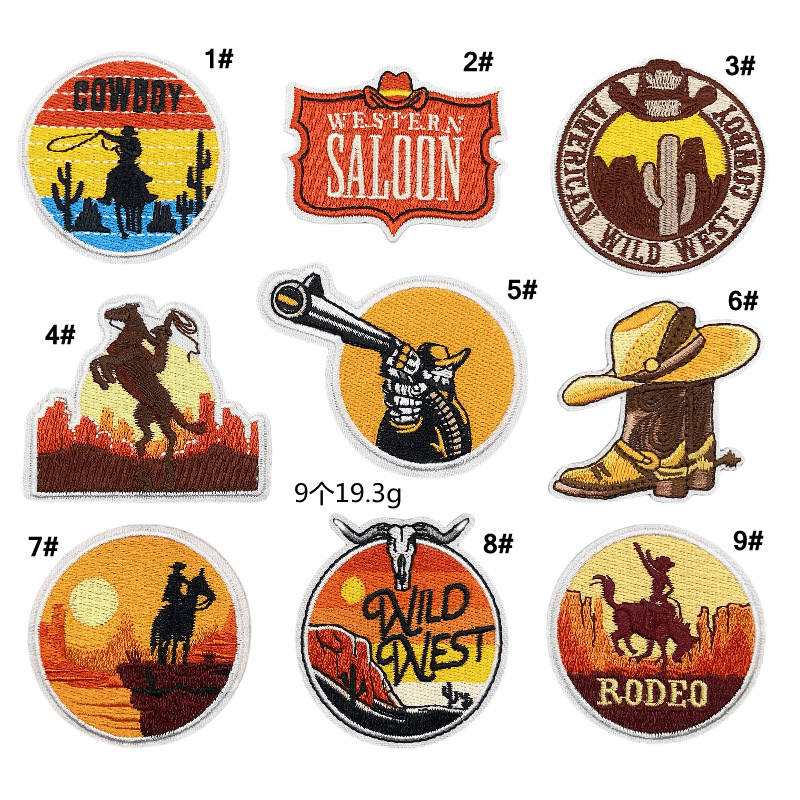 1#
COWBOY
2#
WESTERN
SALOON
3#
AMERICAN WILD WEST COWBOY
4#
5#
6#
9个19.3g
7#
8#
WILD
WEST
9#
RODEO